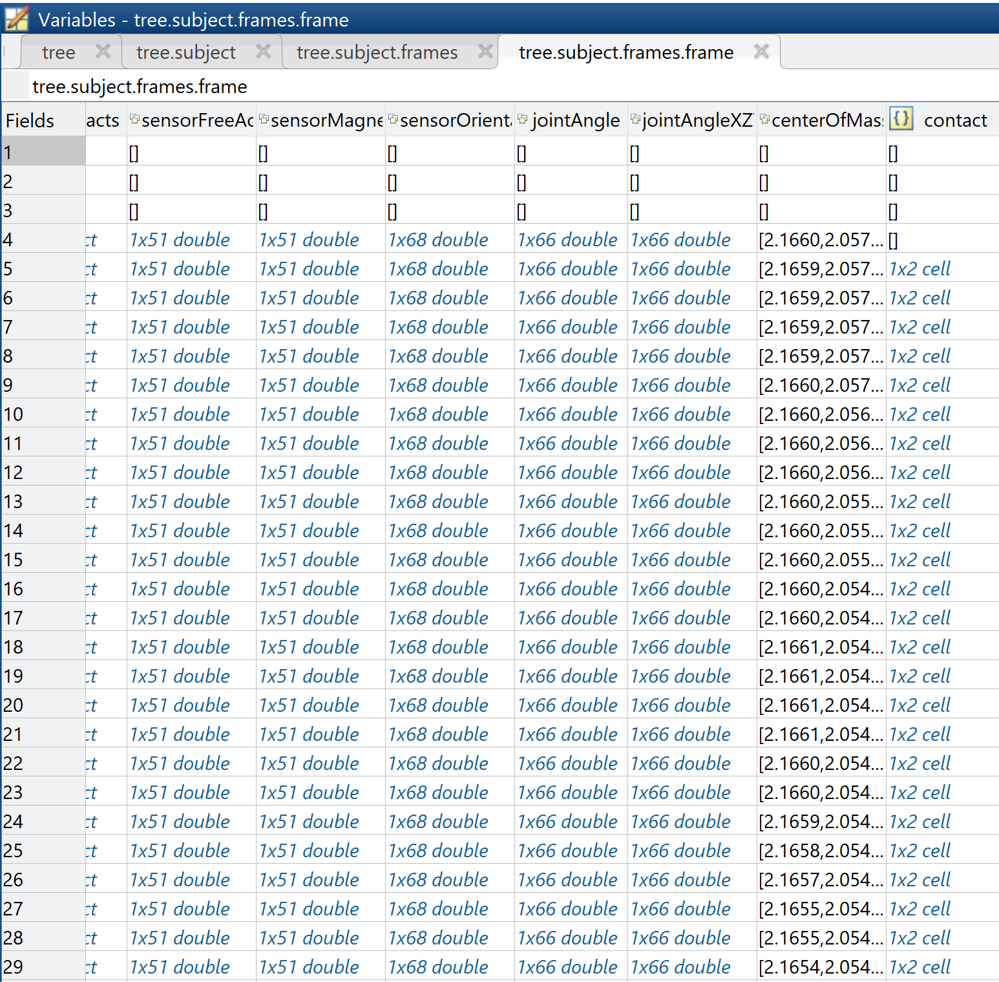 Variables - tree.subject.frames.frame
tree tree.subject tree.subject.frames tree.subject.frames.frame
tree.subject.frames.frame
Fields acts sensorFreeAc sensorMagne sensorOrienta jointAngle jointAngleXZY centerOfMas: {} contact
1 [] [] [] [] [] [] []
2 [] [] [] [] [] [] []
3 [] [] [] [] [] [] []
4 ct 1x51 double 1x51 double 1x68 double 1x66 double 1x66 double [2.1660,2.057... []
5 ct 1x51 double 1x51 double 1x68 double 1x66 double 1x66 double [2.1659,2.057... 1x2 cell
6 ct 1x51 double 1x51 double 1x68 double 1x66 double 1x66 double [2.1659,2.057... 1x2 cell
7 ct 1x51 double 1x51 double 1x68 double 1x66 double 1x66 double [2.1659,2.057... 1x2 cell
8 ct 1x51 double 1x51 double 1x68 double 1x66 double 1x66 double [2.1659,2.057... 1x2 cell
9 ct 1x51 double 1x51 double 1x68 double 1x66 double 1x66 double [2.1660,2.057... 1x2 cell
10 ct 1x51 double 1x51 double 1x68 double 1x66 double 1x66 double [2.1660,2.056... 1x2 cell
11 ct 1x51 double 1x51 double 1x68 double 1x66 double 1x66 double [2.1660,2.056... 1x2 cell
12 ct 1x51 double 1x51 double 1x68 double 1x66 double 1x66 double [2.1660,2.056... 1x2 cell
13 ct 1x51 double 1x51 double 1x68 double 1x66 double 1x66 double [2.1660,2.055... 1x2 cell
14 ct 1x51 double 1x51 double 1x68 double 1x66 double 1x66 double [2.1660,2.055... 1x2 cell
15 ct 1x51 double 1x51 double 1x68 double 1x66 double 1x66 double [2.1660,2.055... 1x2 cell
16 ct 1x51 double 1x51 double 1x68 double 1x66 double 1x66 double [2.1660,2.054... 1x2 cell
17 ct 1x51 double 1x51 double 1x68 double 1x66 double 1x66 double [2.1660,2.054... 1x2 cell
18 ct 1x51 double 1x51 double 1x68 double 1x66 double 1x66 double [2.1661,2.054... 1x2 cell
19 ct 1x51 double 1x51 double 1x68 double 1x66 double 1x66 double [2.1661,2.054... 1x2 cell
20 ct 1x51 double 1x51 double 1x68 double 1x66 double 1x66 double [2.1661,2.054... 1x2 cell
21 ct 1x51 double 1x51 double 1x68 double 1x66 double 1x66 double [2.1661,2.054... 1x2 cell
22 ct 1x51 double 1x51 double 1x68 double 1x66 double 1x66 double [2.1660,2.054... 1x2 cell
23 ct 1x51 double 1x51 double 1x68 double 1x66 double 1x66 double [2.1660,2.054... 1x2 cell
24 ct 1x51 double 1x51 double 1x68 double 1x66 double 1x66 double [2.1659,2.054... 1x2 cell
25 ct 1x51 double 1x51 double 1x68 double 1x66 double 1x66 double [2.1658,2.054... 1x2 cell
26 ct 1x51 double 1x51 double 1x68 double 1x66 double 1x66 double [2.1657,2.054... 1x2 cell
27 ct 1x51 double 1x51 double 1x68 double 1x66 double 1x66 double [2.1655,2.054... 1x2 cell
28 ct 1x51 double 1x51 double 1x68 double 1x66 double 1x66 double [2.1655,2.054... 1x2 cell
29 ct 1x51 double 1x51 double 1x68 double 1x66 double 1x66 double [2.1654,2.054... 1x2 cell